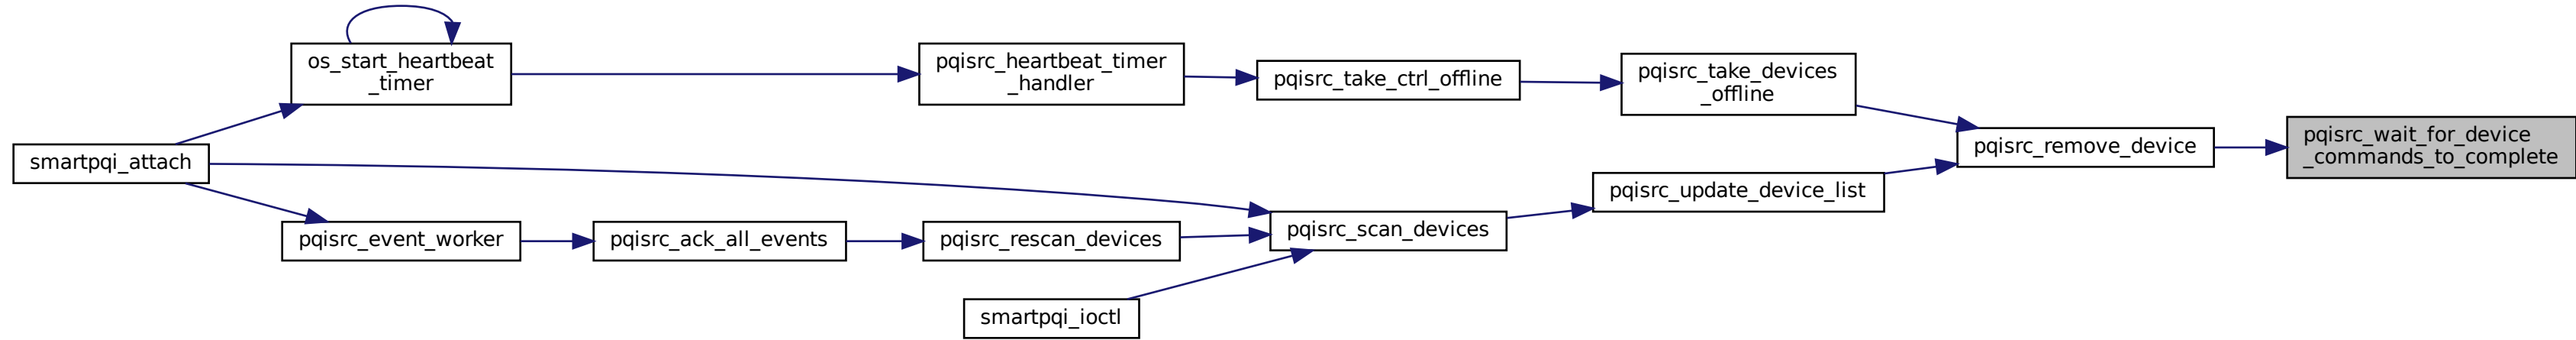 os_start_heartbeat
_timer
pqisrc_heartbeat_timer
_handler
pqisrc_take_ctrl_offline
pqisrc_take_devices
_offline
smartpqi_attach
pqisrc_remove_device
pqisrc_wait_for_device
_commands_to_complete
pqisrc_update_device_list
pqisrc_event_worker
pqisrc_ack_all_events
pqisrc_rescan_devices
pqisrc_scan_devices
smartpqi_ioctl